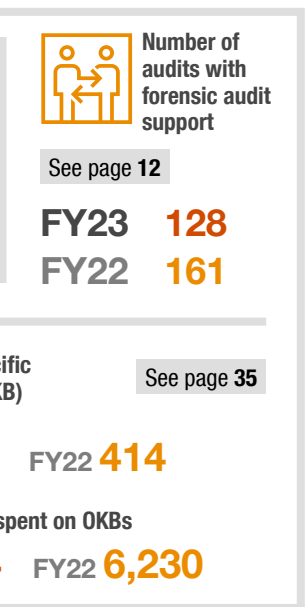 Number of
audits with
forensic audit
support
See page 12
FY23 128
FY22 161
See page 35
FY22 414
spent on OKBs
FY22 6,230